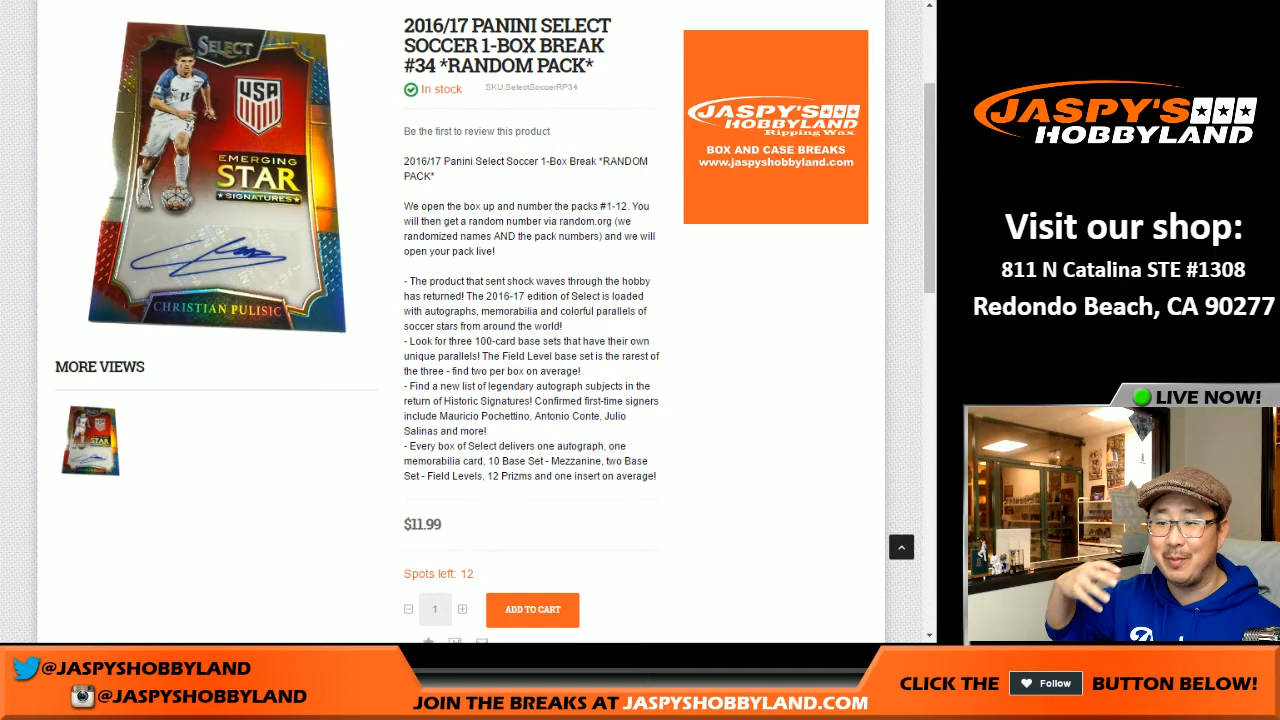 SELECT
USA
EMERGING
STAR
SIGNATURES
CHRISTIAN PULISIC
MORE VIEWS
2016/17 PANINI SELECT
SOCCER 1-BOX BREAK
#34 *RANDOM PACK*
In stock
SKU:SelectSoccerRP34
Be the first to review this product
2016/17 Panini Select Soccer 1-Box Break *RANDOM
PACK*
We open the box up and number the packs #1-12. You
will then get a random number via random.org (we
randomized names AND the pack numbers) and we will
open your pack live!
- The product that sent shock waves through the hobby
has returned! The 2016-17 edition of Select is loaded
with autographs, memorabilia and colorful parallels of
soccer stars from around the world!
- Look for three 100-card base sets that have their own
unique parallels! The Field Level base set is the rarest of
the three - find two per box on average!
- Find a new list of legendary autograph subjects in the
return of Historic Signatures! Confirmed first-time signers
include Mauricio Pochettino, Antonio Conte, Julio
Salinas and more!
- Every box of Select delivers one autograph, one
memorabilia card, 10 Base Set - Mezzanine, two Base
Set - Field Levels, 12 Prizms and one insert on average!
$11.99
Spots left: 12
1
ADD TO CART
JASPY'S
HOBBYLAND
Ripping Wax
BOX AND CASE BREAKS
www.jaspyshobbyland.com
JASPY'S
HOBBYLAND
Visit our shop:
811 N Catalina STE #1308
Redondo Beach, CA 90277
LIVE NOW!
@JASPYSHOBBYLAND
@JASPYSHOBBYLAND
JOIN THE BREAKS AT JASPYSHOBBYLAND.COM
CLICK THE Follow BUTTON BELOW!